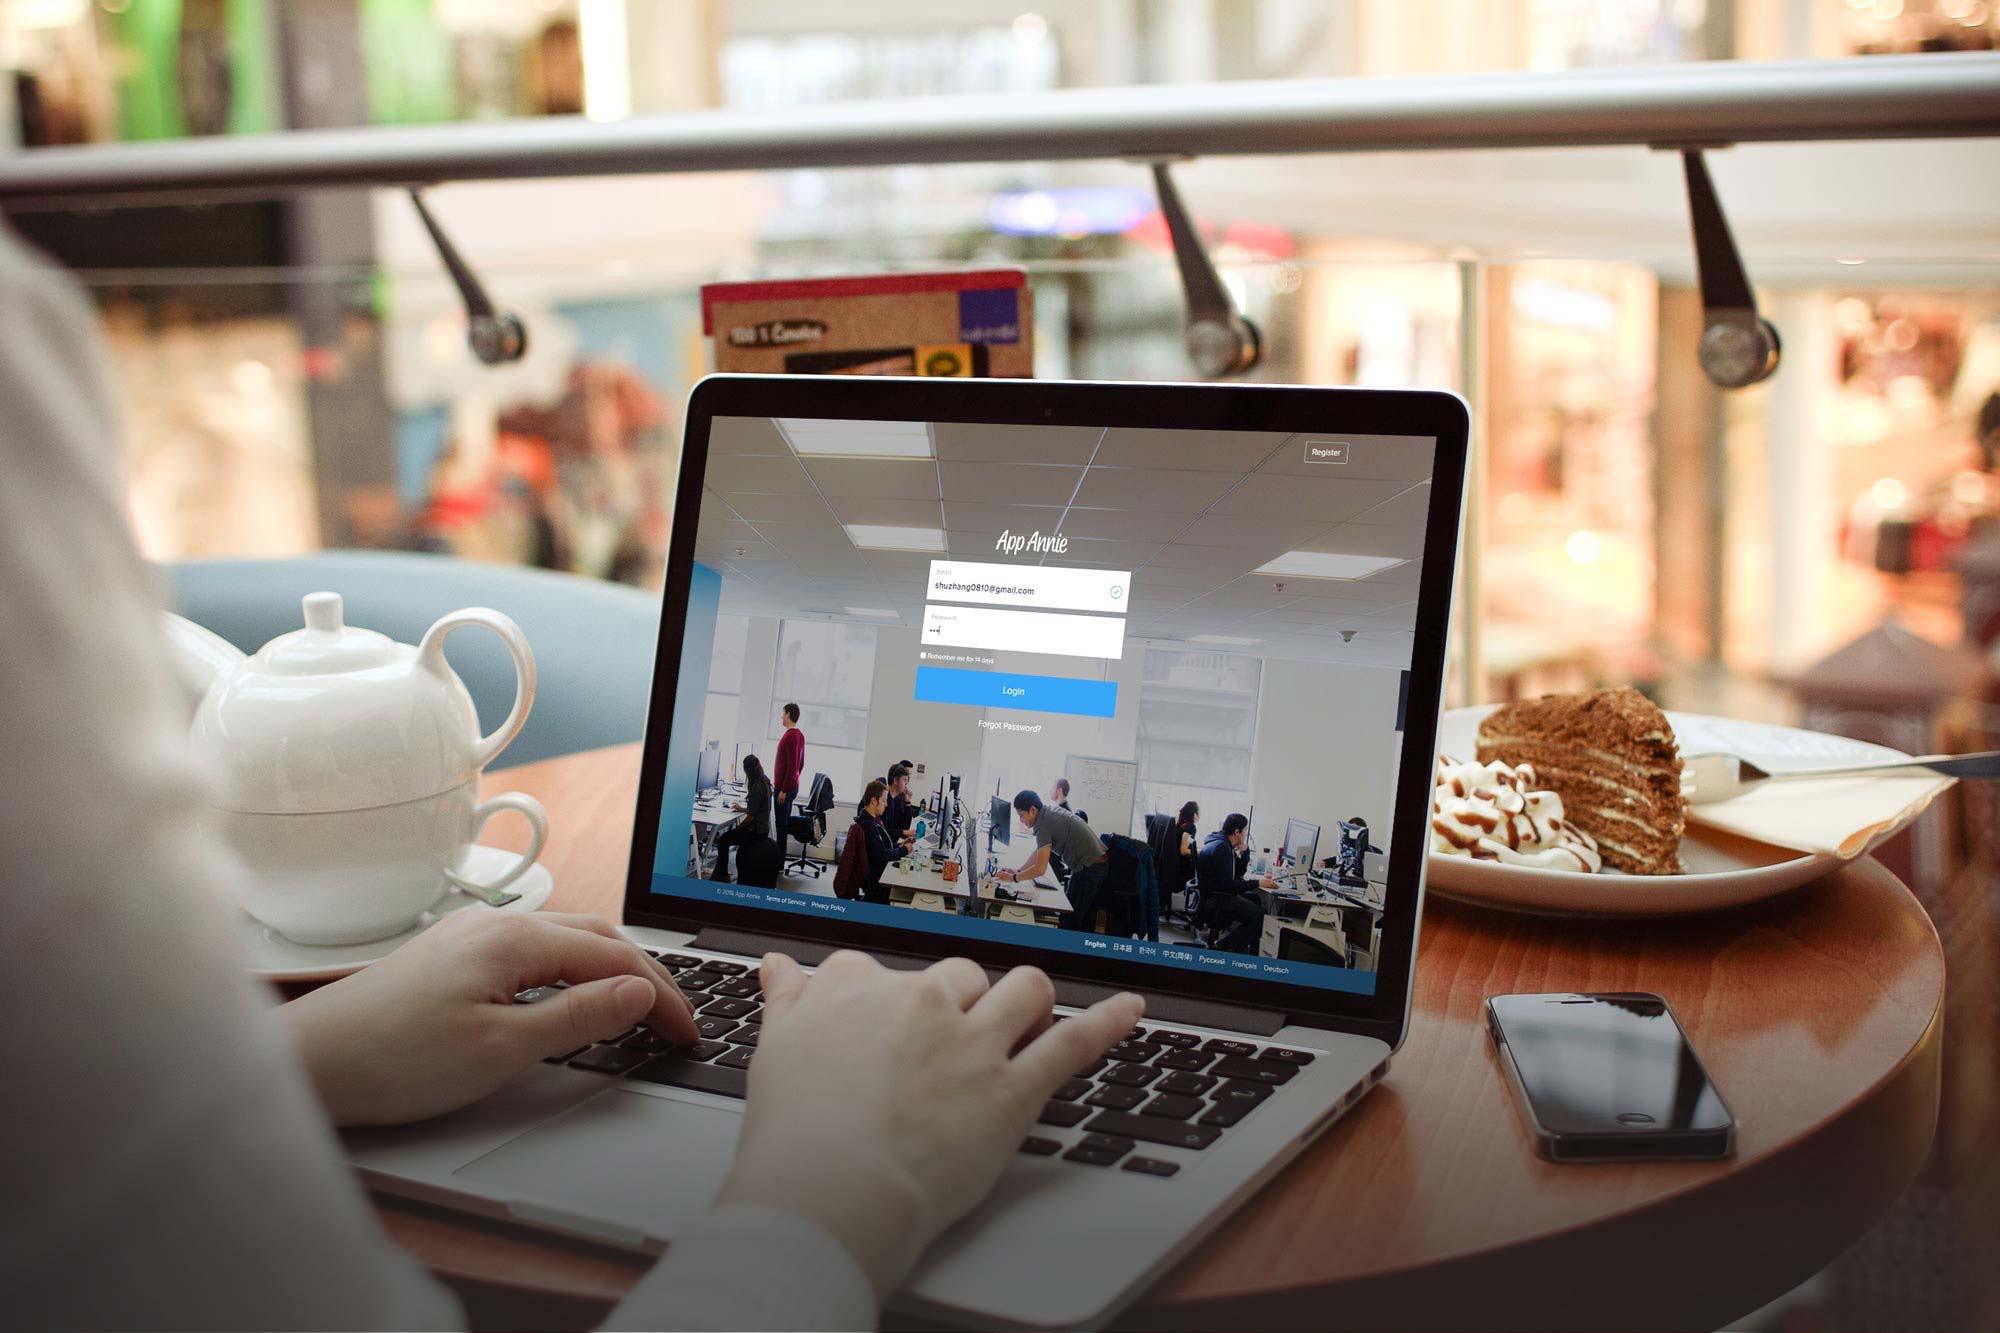 Register
App Annie
Email
shuzhang0810@gmail.com
Password
•••
Remember me for 14 days
Login
Forgot Password?
© 2016 App Annie Terms of Service Privacy Policy
English 日本語 한국어 中文(简体) Русский Français Deutsch